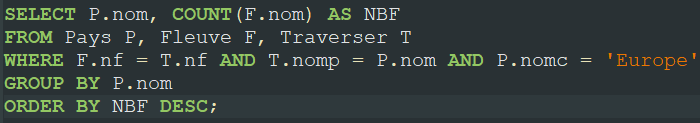 SELECT P.nom, COUNT(F.nom) AS NBF
FROM Pays P, Fleuve F, Traverser T
WHERE F.nf = T.nf AND T.nomp = P.nom AND P.nomc = 'Europe'
GROUP BY P.nom
ORDER BY NBF DESC;